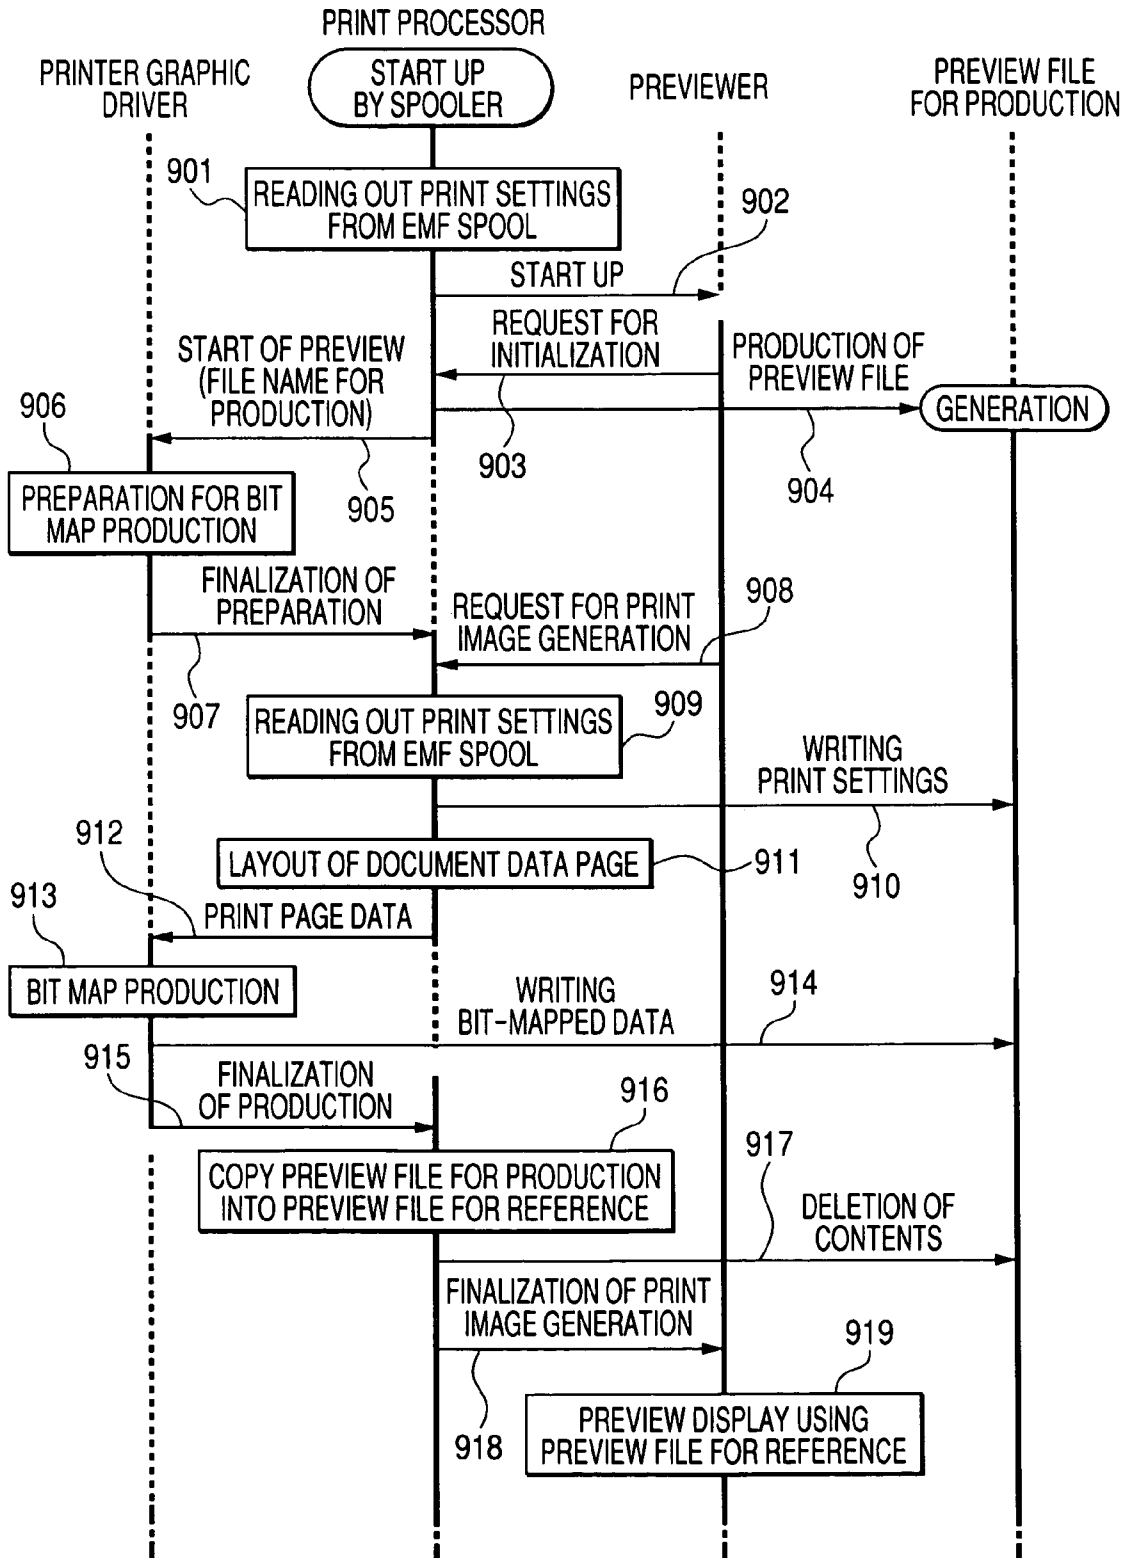 PRINT PROCESSOR
START UP
BY SPOOLER
PRINTER GRAPHIC
DRIVER
PREVIEWER
PREVIEW FILE
FOR PRODUCTION
901
READING OUT PRINT SETTINGS
FROM EMF SPOOL
902
START UP
REQUEST FOR
INITIALIZATION
START OF PREVIEW
(FILE NAME FOR
PRODUCTION)
PRODUCTION OF
PREVIEW FILE
GENERATION
906
903
904
905
PREPARATION FOR BIT
MAP PRODUCTION
FINALIZATION OF
PREPARATION
908
REQUEST FOR PRINT
IMAGE GENERATION
907
909
READING OUT PRINT SETTINGS
FROM EMF SPOOL
WRITING
PRINT SETTINGS
910
912
LAYOUT OF DOCUMENT DATA PAGE
911
913
PRINT PAGE DATA
BIT MAP PRODUCTION
WRITING
BIT-MAPPED DATA
914
915
FINALIZATION
OF PRODUCTION
916
917
COPY PREVIEW FILE FOR PRODUCTION
INTO PREVIEW FILE FOR REFERENCE
DELETION OF
CONTENTS
FINALIZATION OF PRINT
IMAGE GENERATION
918
919
PREVIEW DISPLAY USING
PREVIEW FILE FOR REFERENCE